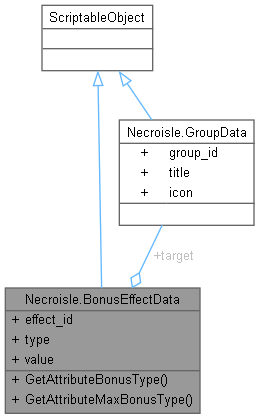 ScriptableObject
Necroisle.GroupData
+ group_id
+ title
+ icon
+target
Necroisle.BonusEffectData
+ effect_id
+ type
+ value
+ GetAttributeBonusType()
+ GetAttributeMaxBonusType()